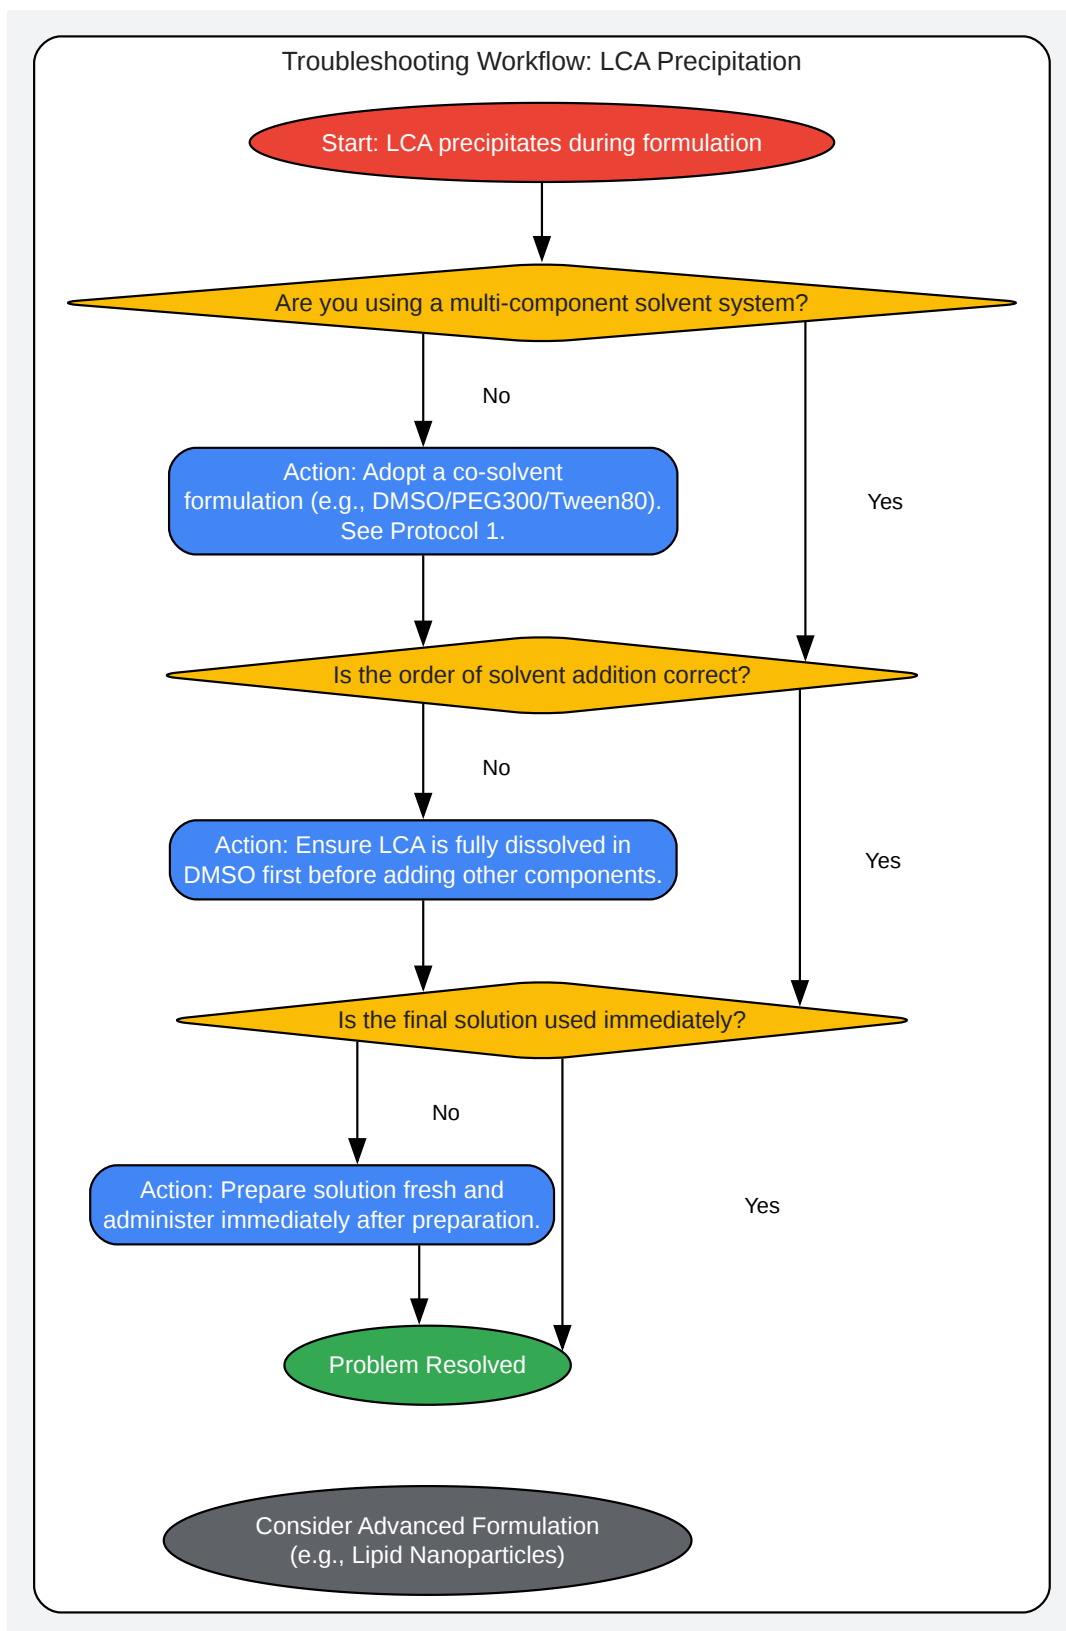 Troubleshooting Workflow: LCA Precipitation
Start: LCA precipitates during formulation
Are you using a multi-component solvent system?
No
Action: Adopt a co-solvent
formulation (e.g., DMSO/PEG300/Tween80).
See Protocol 1.
Yes
Is the order of solvent addition correct?
No
Action: Ensure LCA is fully dissolved in
DMSO first before adding other components.
Yes
Is the final solution used immediately?
No
Action: Prepare solution fresh and
administer immediately after preparation.
Yes
Problem Resolved
Consider Advanced Formulation
(e.g., Lipid Nanoparticles)